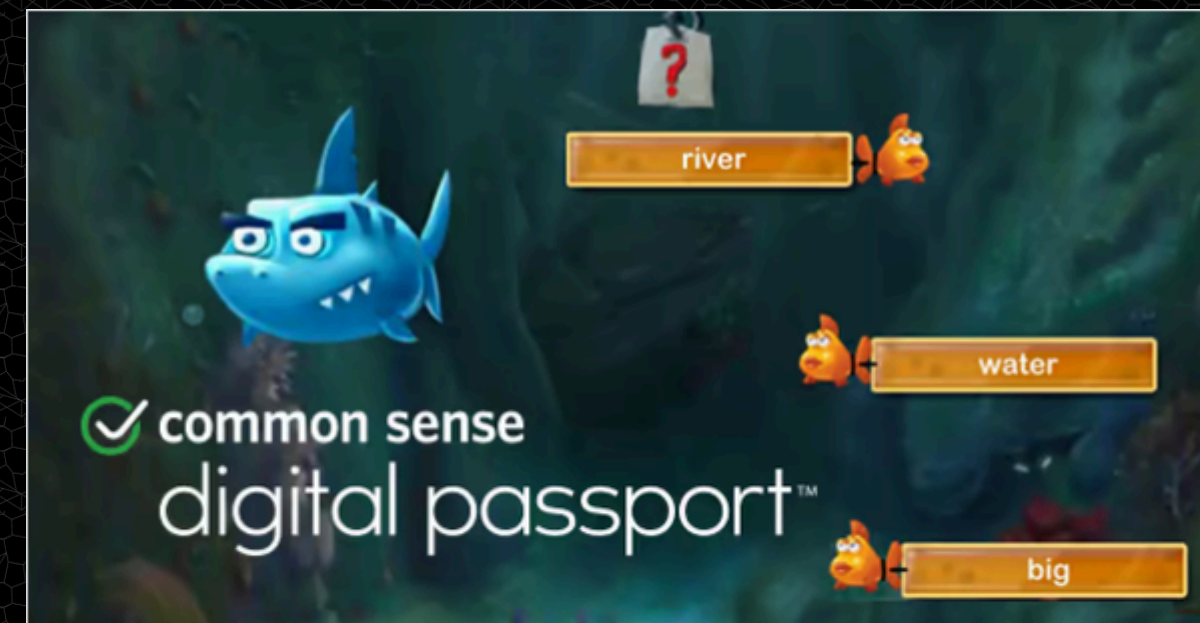 ?
river
water
common sense
digital passport™
big